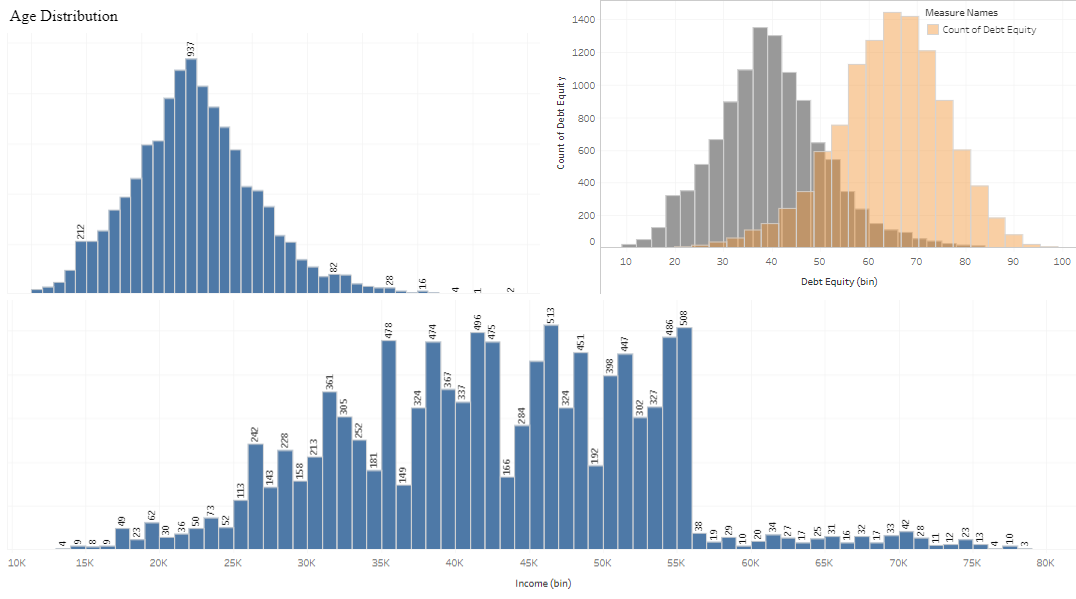 Age Distribution
937
212
82
28
16
4
1
2
Measure Names
Count of Debt Equity
Count of Debt Equity
1400
1200
1000
800
600
400
200
0
10 20 30 40 50 60 70 80 90 100
Debt Equity (bin)
4 9 8 9 49 23 62 30 36 50 73 52 113 242 143 228 158 213 361 305 252 181 478 149 324 474 367 337 496 475 166 284 513 324 451 192 398 447 302 327 486 508 38 19 29 10 20 34 27 17 25 31 16 32 17 33 42 28 11 12 23 13 4 10 3
10K 15K 20K 25K 30K 35K 40K 45K 50K 55K 60K 65K 70K 75K 80K
Income (bin)